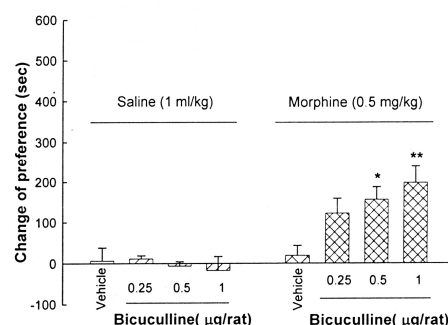 600
500
400
300
200
100
0
-100
Change of preference (sec)
Saline (1 ml/kg)
Morphine (0.5 mg/kg)
*
**
Vehicle
0.25
0.5
1
Vehicle
0.25
0.5
1
Bicuculline( μg/rat)
Bicuculline( μg/rat)